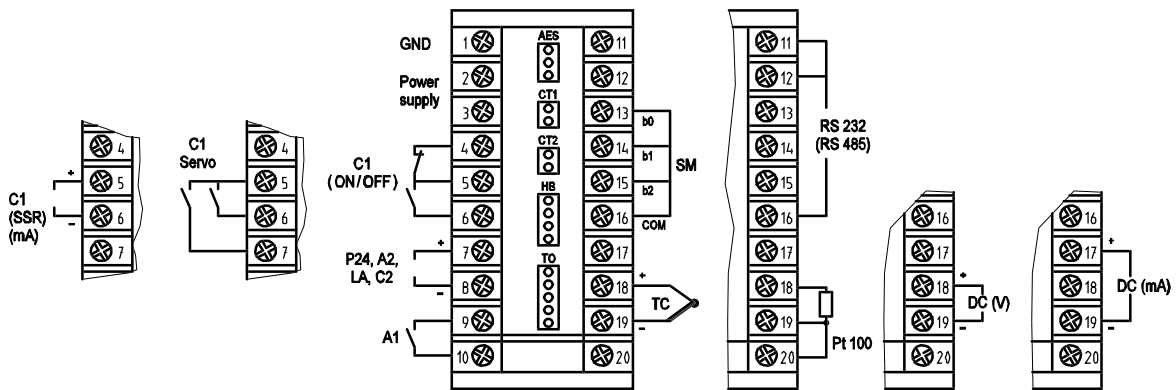 4
5
6
7
+
-
C1
(SSR)
(mA)
4
5
6
7
C1
Servo
GND
Power
supply
C1
(ON/OFF)
P24, A2,
LA, C2
+
-
A1
1
2
3
4
5
6
7
8
9
10
AES
CT1
CT2
HB
TO
11
12
13
14
15
16
17
18
19
20
b0
b1
b2
COM
SM
+
-
TC
11
12
13
14
15
16
17
18
19
20
RS 232
(RS 485)
Pt 100
16
17
18
19
20
+
-
DC (V)
16
17
18
19
20
+
-
DC (mA)